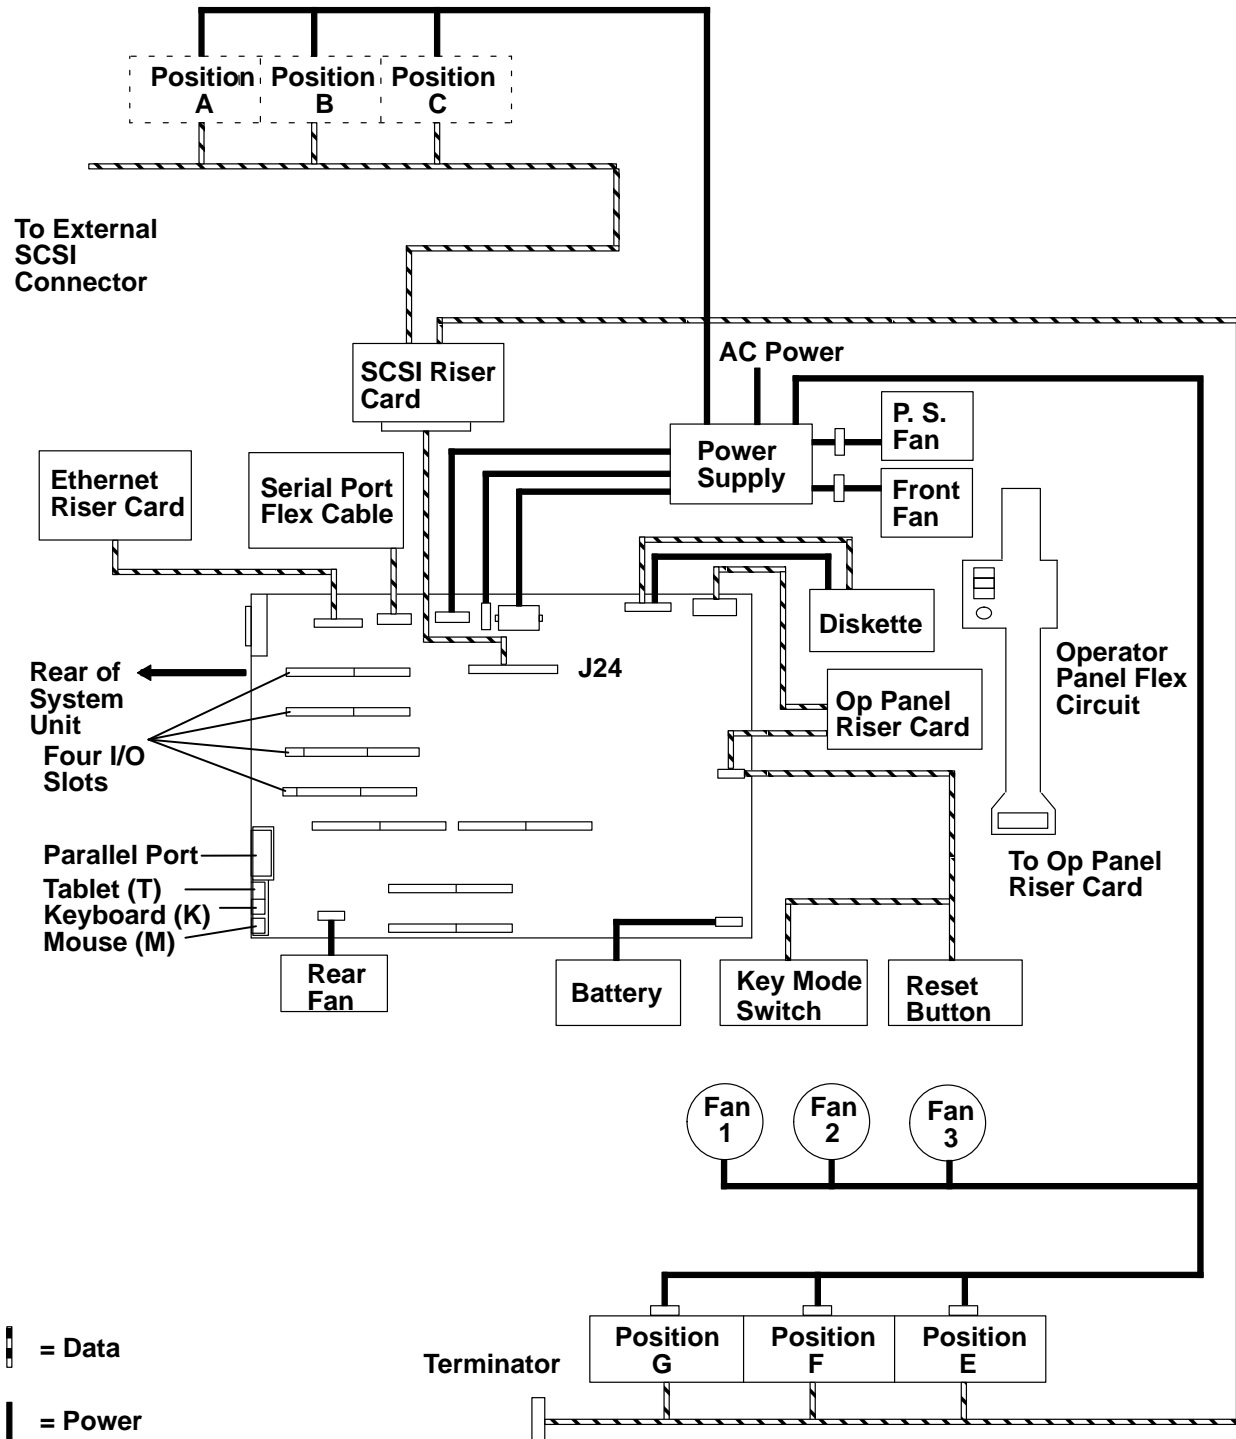 Position A
Position B
Position C
To External
SCSI
Connector
SCSI Riser
Card
AC Power
P. S.
Fan
Power
Supply
Front
Fan
Ethernet
Riser Card
Serial Port
Flex Cable
Diskette
J24
Rear of
System
Unit
Operator
Panel Flex
Circuit
Op Panel
Riser Card
Four I/O
Slots
Parallel Port
Tablet (T)
Keyboard (K)
Mouse (M)
To Op Panel
Riser Card
Rear
Fan
Battery
Key Mode
Switch
Reset
Button
Fan
1
Fan
2
Fan
3
= Data
Terminator
Position
G
Position
F
Position
E
= Power